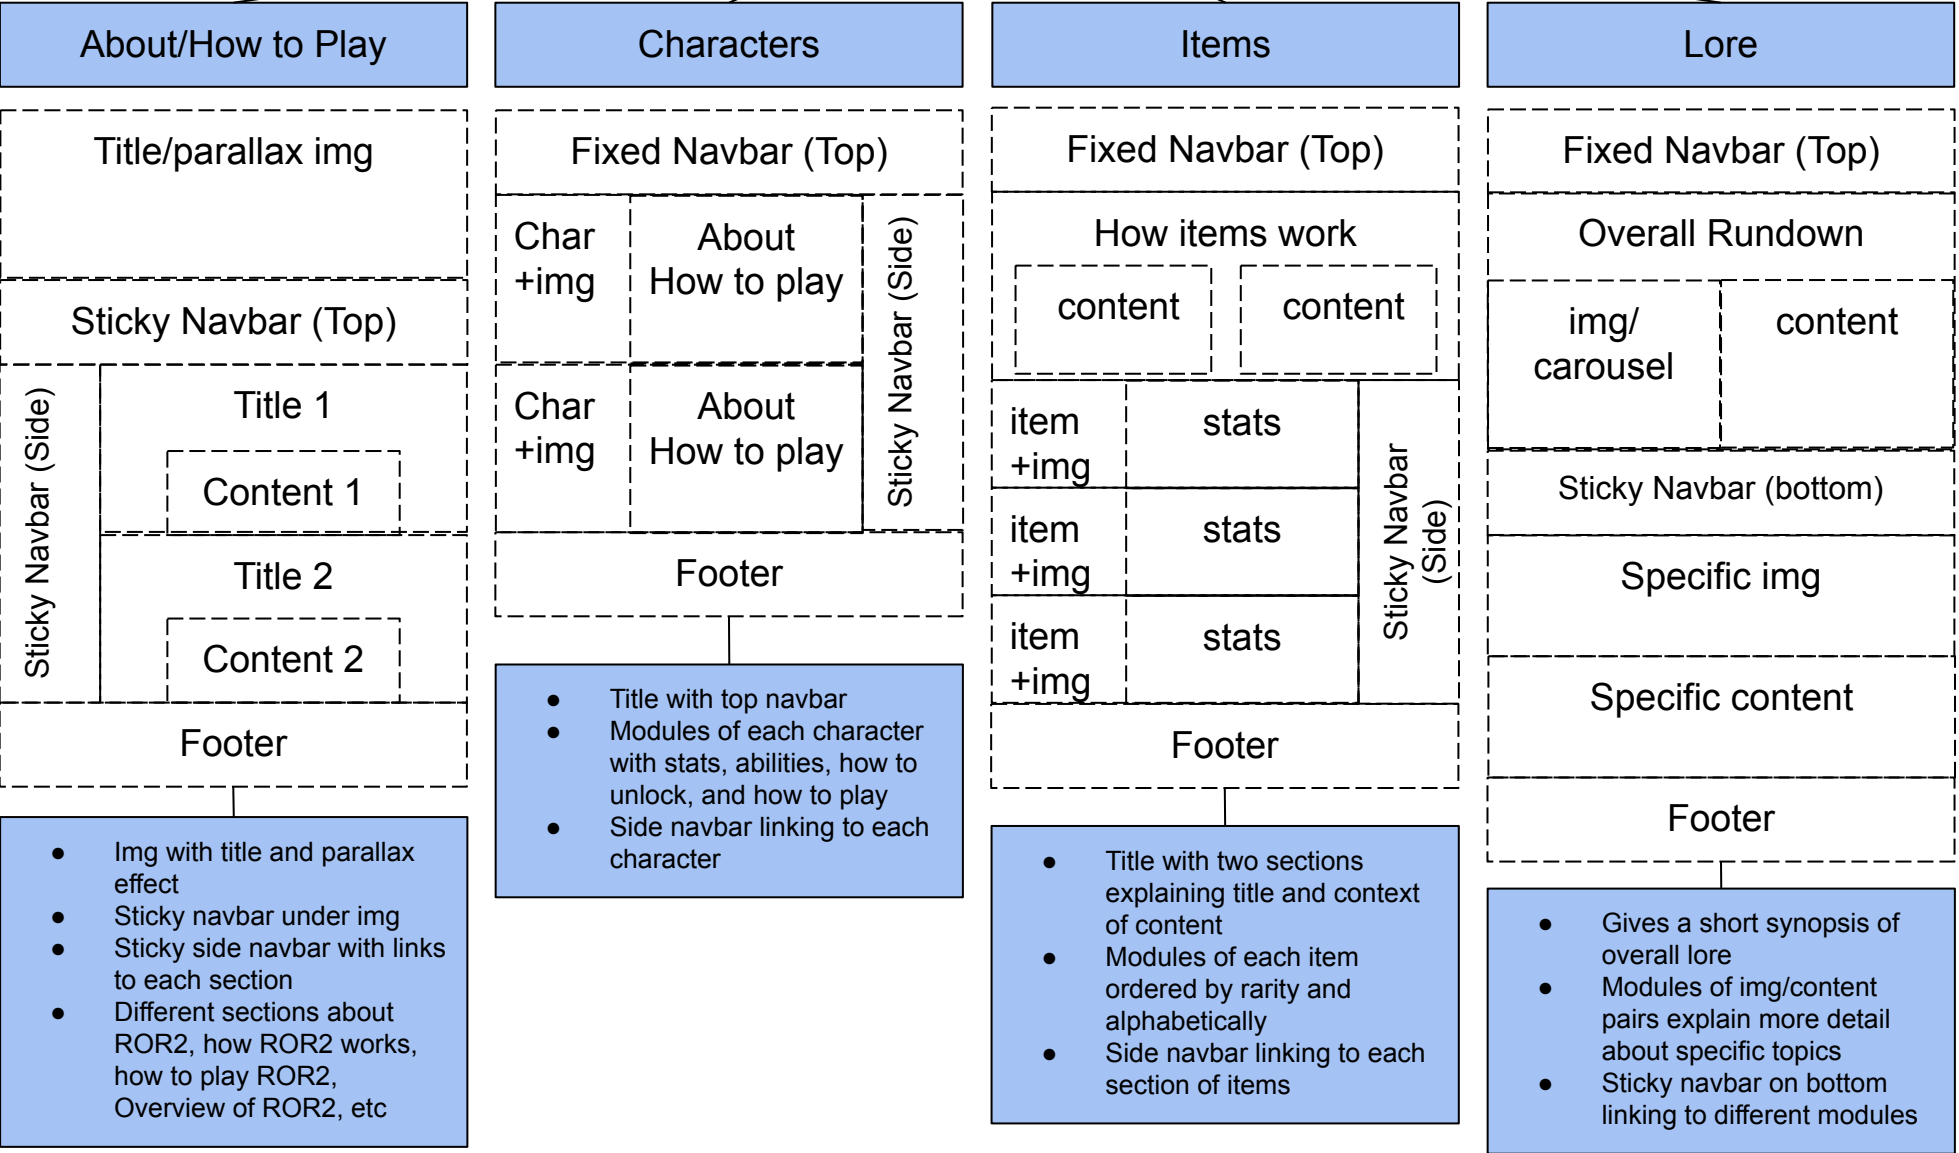 About/How to Play
Title/parallax img
Sticky Navbar (Top)
Sticky Navbar (Side)
Title 1
Content 1
Title 2
Content 2
Footer
● Img with title and parallax
effect
● Sticky navbar under img
● Sticky side navbar with links
to each section
● Different sections about
ROR2, how ROR2 works,
how to play ROR2,
Overview of ROR2, etc
Characters
Fixed Navbar (Top)
Char
+img
About
How to play
Char
+img
About
How to play
Sticky Navbar (Side)
Footer
● Title with top navbar
● Modules of each character
with stats, abilities, how to
unlock, and how to play
● Side navbar linking to each
character
Items
Fixed Navbar (Top)
How items work
content
content
item
+img
stats
item
+img
stats
item
+img
stats
Sticky Navbar
(Side)
Footer
● Title with two sections
explaining title and context
of content
● Modules of each item
ordered by rarity and
alphabetically
● Side navbar linking to each
section of items
Lore
Fixed Navbar (Top)
Overall Rundown
img/
carousel
content
Sticky Navbar (bottom)
Specific img
Specific content
Footer
● Gives a short synopsis of
overall lore
● Modules of img/content
pairs explain more detail
about specific topics
● Sticky navbar on bottom
linking to different modules